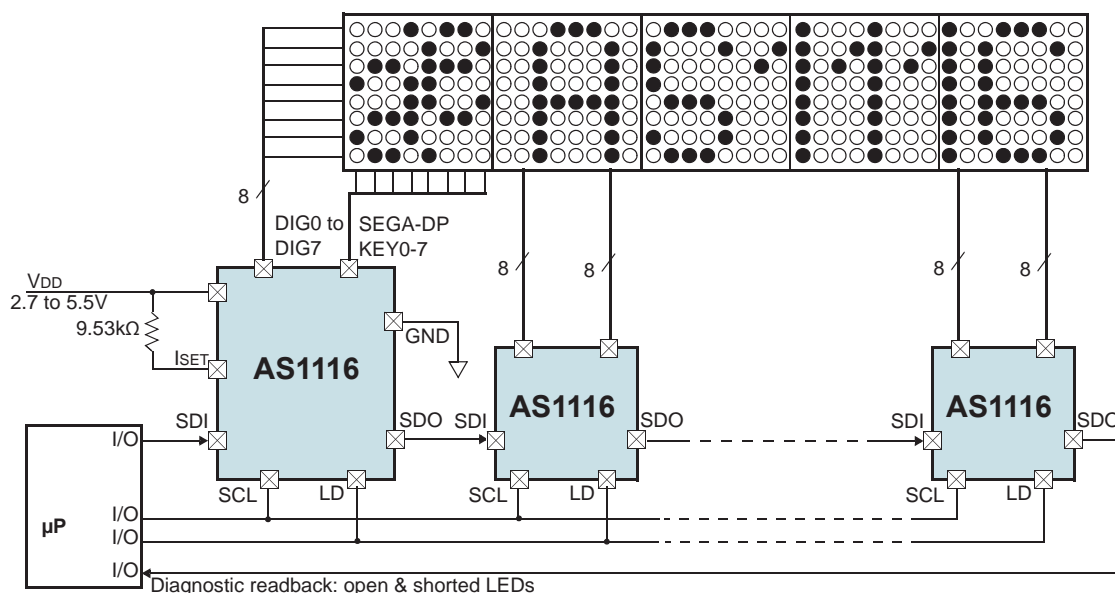 8
DIG0 to SEGA-DP
DIG7 KEY0-7
8
8
8
8
VDD
2.7 to 5.5V
9.53kΩ
ISET
GND
AS1116
AS1116
AS1116
SDI
SDO
SDI
SDO
SDI
SDO
I/O
SCL
LD
SCL
LD
SCL
LD
µP
I/O
I/O
I/O
Diagnostic readback: open & shorted LEDs